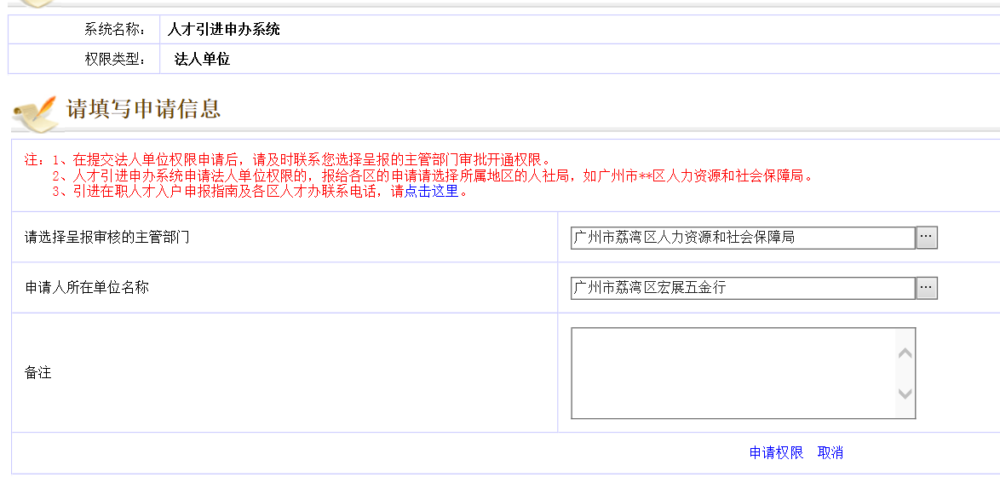 系统名称： 人才引进申办系统
权限类型： 法人单位
请填写申请信息
注：1、在提交法人单位权限申请后，请及时联系您选择呈报的主管部门审批开通权限。
2、人才引进申办系统申请法人单位权限的，报给各区的申请请选择所属地区的人社局，如广州市**区人力资源和社会保障局。
3、引进在职人才入户申报指南及各区人才办联系电话，请点击这里。
请选择呈报审核的主管部门 广州市荔湾区人力资源和社会保障局 ...
申请人所在单位名称 广州市荔湾区宏展五金行 ...
备注
申请权限 取消